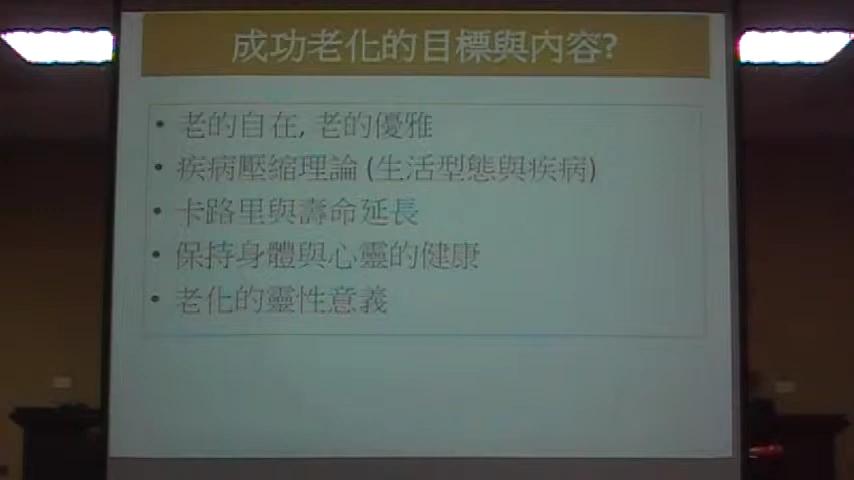 成功老化的目標與內容?
• 老的自在, 老的優雅
• 疾病壓縮理論 (生活型態與疾病)
• 卡路里與壽命延長
• 保持身體與心靈的健康
• 老化的靈性意義